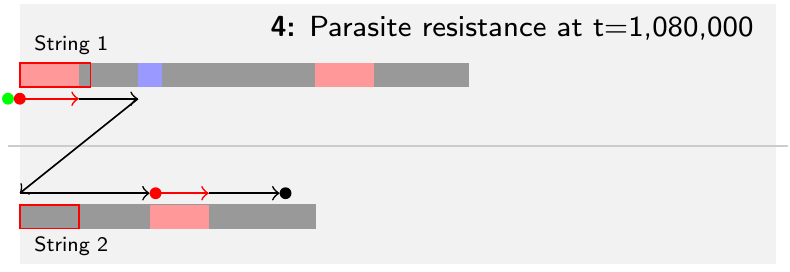 4: Parasite resistance at t=1,080,000
String 1
String 2